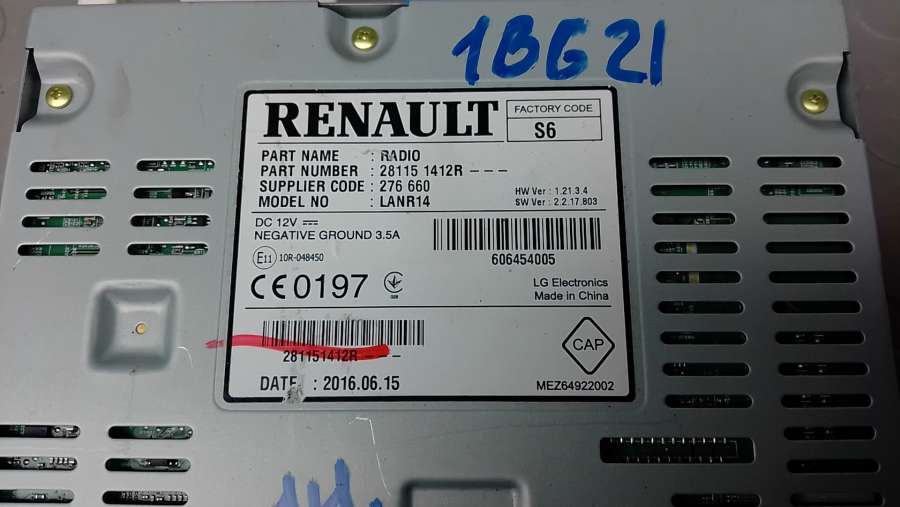 1BG21
RENAULT
FACTORY CODE
S6
PART NAME : RADIO
PART NUMBER : 28115 1412R - - -
SUPPLIER CODE : 276 660
MODEL NO : LANR14
HW Ver : 1.21.3.4
SW Ver : 2.2.17.803
DC 12V
NEGATIVE GROUND 3.5A
E11 10R-048450
606454005
CE 0197
LG Electronics
Made in China
281151412R - - -
CAP
DATE : 2016.06.15
MEZ64922002